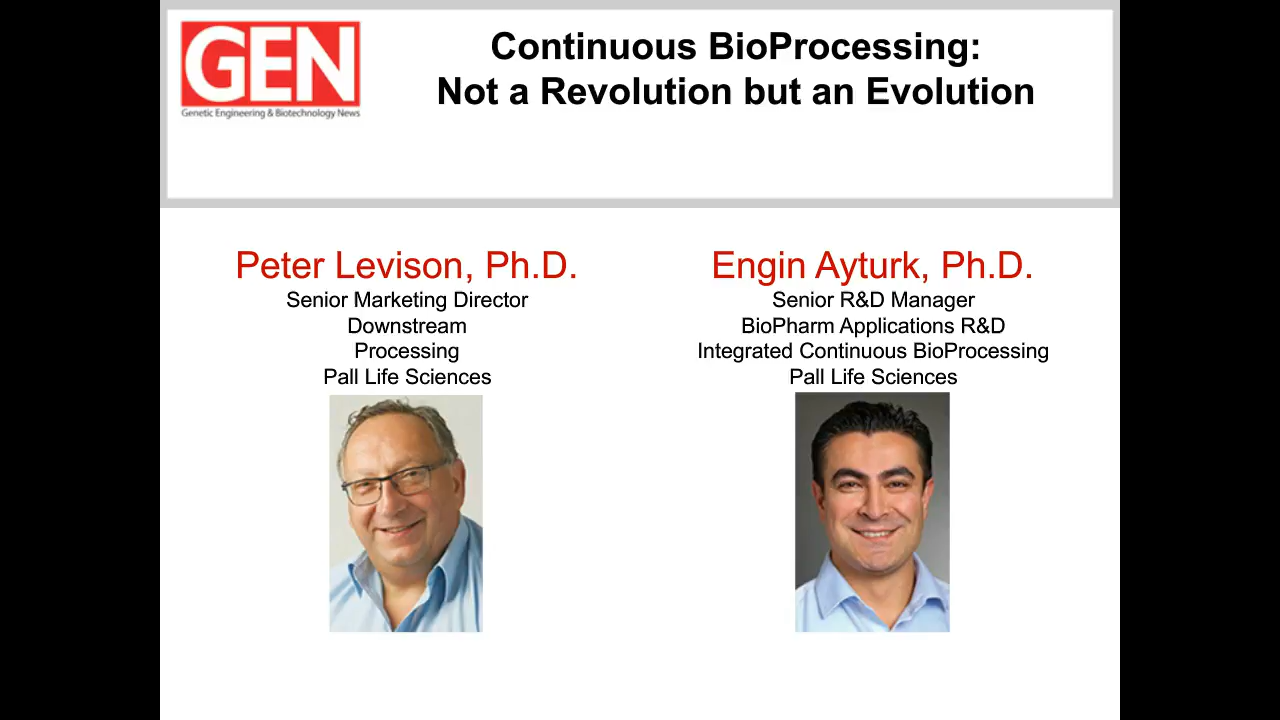 GEN
Genetic Engineering & Biotechnology News
Continuous BioProcessing:
Not a Revolution but an Evolution
Peter Levison, Ph.D.
Senior Marketing Director
Downstream
Processing
Pall Life Sciences
Engin Ayturk, Ph.D.
Senior R&D Manager
BioPharm Applications R&D
Integrated Continuous BioProcessing
Pall Life Sciences